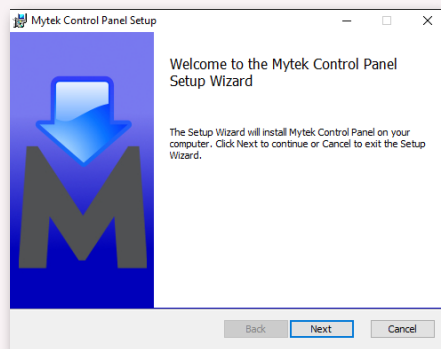 Mytek Control Panel Setup
Welcome to the Mytek Control Panel
Setup Wizard
The Setup Wizard will install Mytek Control Panel on your
computer. Click Next to continue or Cancel to exit the Setup
Wizard.
M
Back Next Cancel